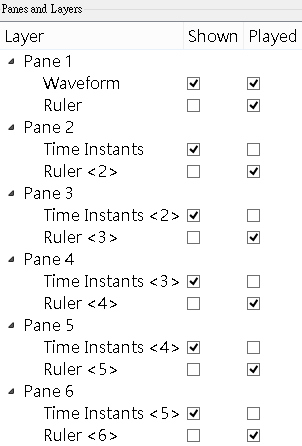 Panes and Layers
Layer Shown Played
Pane 1
Waveform
Ruler
Pane 2
Time Instants
Ruler <2>
Pane 3
Time Instants <2>
Ruler <3>
Pane 4
Time Instants <3>
Ruler <4>
Pane 5
Time Instants <4>
Ruler <5>
Pane 6
Time Instants <5>
Ruler <6>